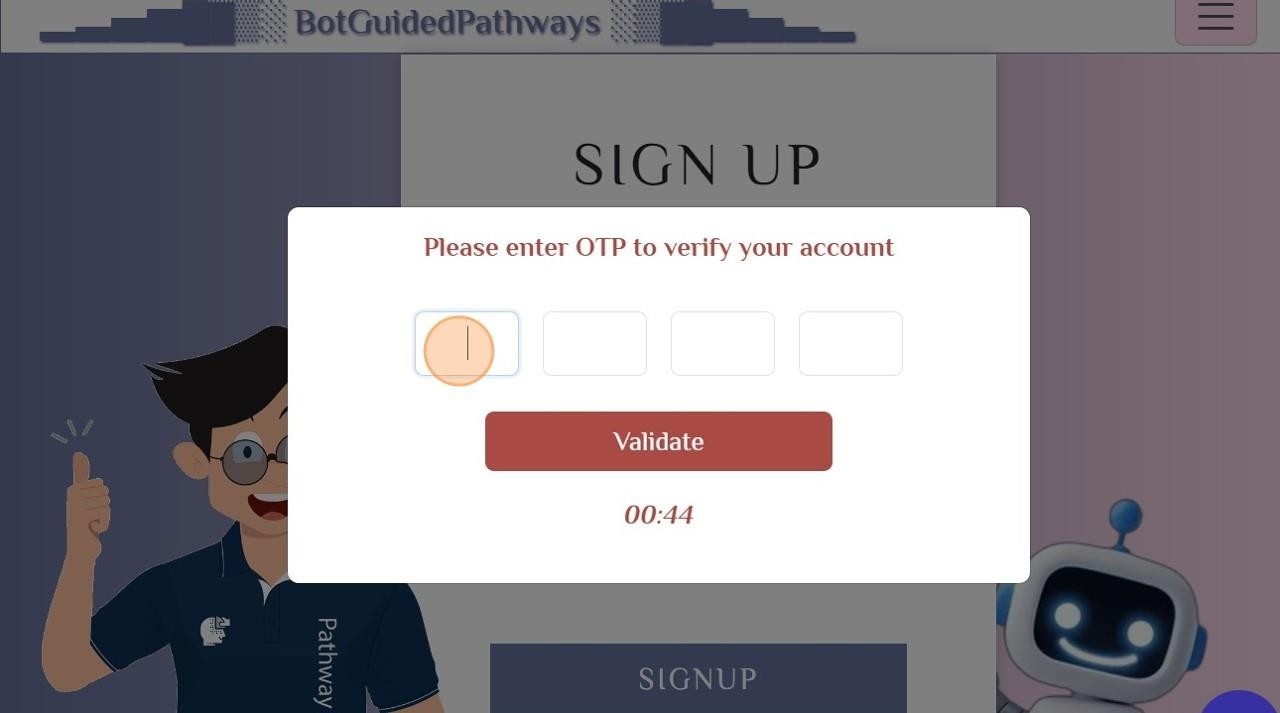 BotGuidedPathways
SIGN UP
Please enter OTP to verify your account
Validate
00:44
Pathway
SIGNUP